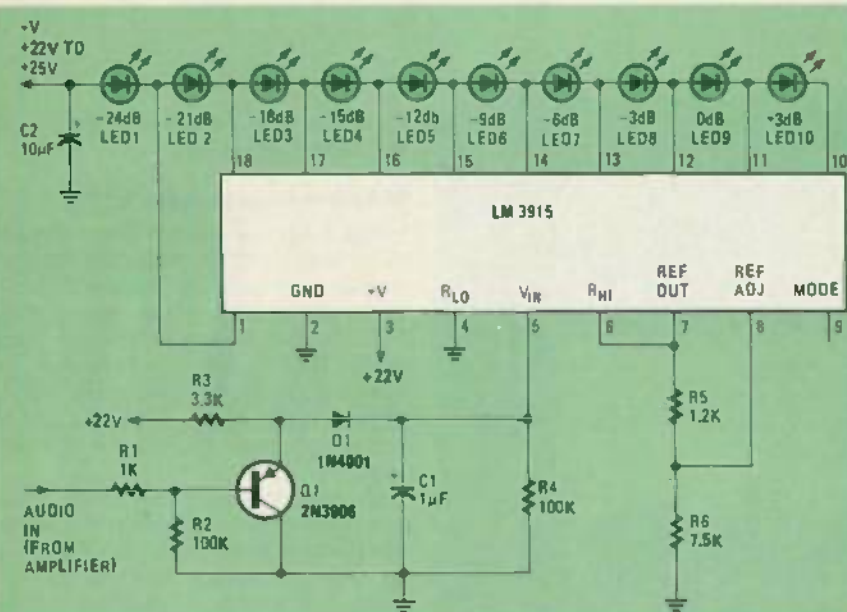 +V
+22V TO
+25V
C2
10µF
-24dB
LED1
-21dB
LED 2
-18dB
LED3
-15dB
LED4
-12db
LED5
-9dB
LED6
-6dB
LED7
-3dB
LED8
0dB
LED9
+3dB
LED10
18
17
16
15
14
13
12
11
10
LM 3915
GND
+V
RLO
VIN
RHI
REF
OUT
REF
ADJ
MODE
1
2
3
4
5
6
7
8
9
+22V
R3
3.3K
+22V
R1
1K
AUDIO
IN
(FROM
AMPLIFIER)
R2
100K
Q1
2N3906
D1
1N4001
C1
1µF
R4
100K
R5
1.2K
R6
7.5K